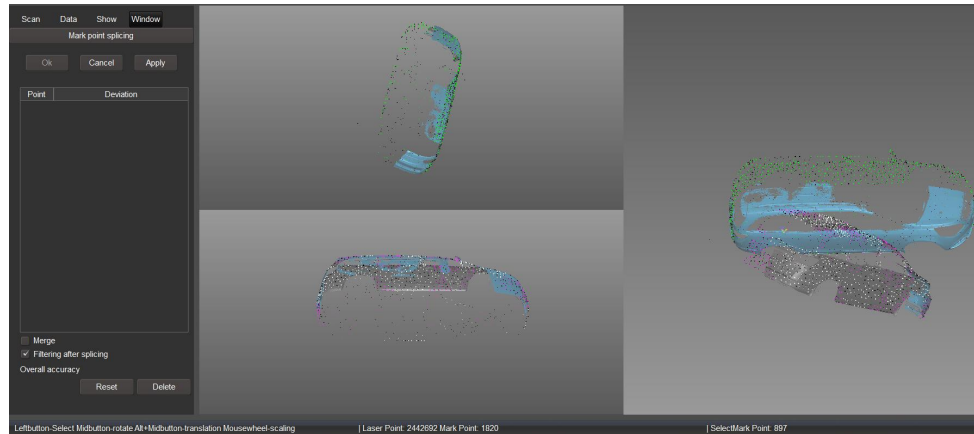 Scan Data Show Window
Mark point splicing
Ok Cancel Apply
Point Deviation
Merge
Filtering after splicing
Overall accuracy
Reset Delete
Leftbutton-Select Midbutton-rotate Alt+Midbutton-translation Mousewheel-scaling | Laser Point: 2442692 Mark Point: 1820 | SelectMark Point: 897